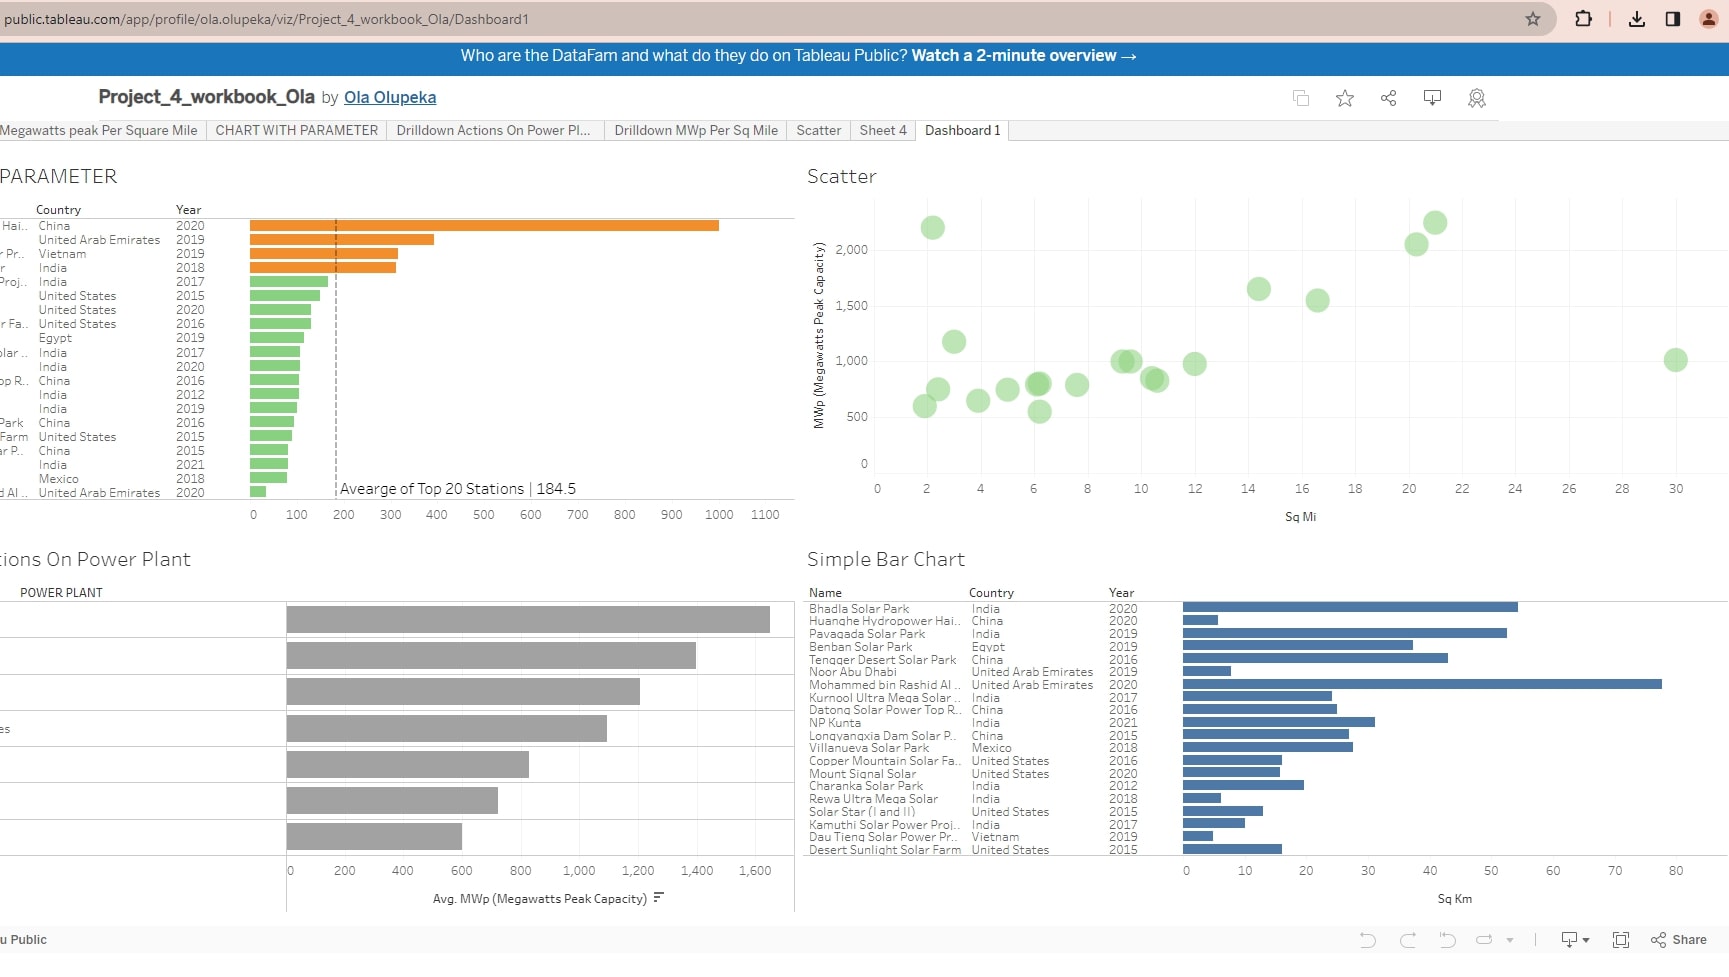 public.tableau.com/app/profile/ola.olupeka/viz/Project_4_workbook_Ola/Dashboard1
Who are the DataFam and what do they do on Tableau Public? Watch a 2-minute overview →
Project_4_workbook_Ola by Ola Olupeka
Megawatts peak Per Square Mile CHART WITH PARAMETER Drilldown Actions On Power Pl... Drilldown MWp Per Sq Mile Scatter Sheet 4 Dashboard 1
PARAMETER
Country Year
Hai.. China 2020
United Arab Emirates 2019
r Pr.. Vietnam 2019
r India 2018
Proj.. India 2017
United States 2015
United States 2020
r Fa.. United States 2016
Egypt 2019
olar .. India 2017
India 2020
op R.. China 2016
India 2012
India 2019
Park China 2016
Farm United States 2015
ar P.. China 2015
India 2021
Mexico 2018
d Al .. United Arab Emirates 2020
Avearge of Top 20 Stations | 184.5
0 100 200 300 400 500 600 700 800 900 1000 1100
Scatter
MWp (Megawatts Peak Capacity)
2,000
1,500
1,000
500
0
0 2 4 6 8 10 12 14 16 18 20 22 24 26 28 30
Sq Mi
tions On Power Plant
POWER PLANT
es
0 200 400 600 800 1,000 1,200 1,400 1,600
Avg. MWp (Megawatts Peak Capacity)
Simple Bar Chart
Name Country Year
Bhadla Solar Park India 2020
Huanghe Hydropower Hai.. China 2020
Pavagada Solar Park India 2019
Benban Solar Park Egypt 2019
Tengger Desert Solar Park China 2016
Noor Abu Dhabi United Arab Emirates 2019
Mohammed bin Rashid Al .. United Arab Emirates 2020
Kurnool Ultra Mega Solar .. India 2017
Datong Solar Power Top R.. China 2016
NP Kunta India 2021
Longyangxia Dam Solar P.. China 2015
Villanueva Solar Park Mexico 2018
Copper Mountain Solar Fa.. United States 2016
Mount Signal Solar United States 2020
Charanka Solar Park India 2012
Rewa Ultra Mega Solar India 2018
Solar Star (I and II) United States 2015
Kamuthi Solar Power Proj.. India 2017
Dau Tieng Solar Power Pr.. Vietnam 2019
Desert Sunlight Solar Farm United States 2015
0 10 20 30 40 50 60 70 80
Sq Km
u Public
Share